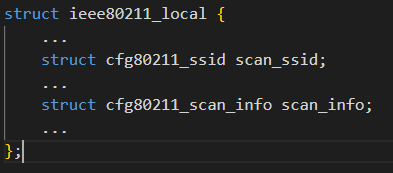 struct ieee80211_local {
    ...
    struct cfg80211_ssid scan_ssid;
    ...
    struct cfg80211_scan_info scan_info;
    ...
};